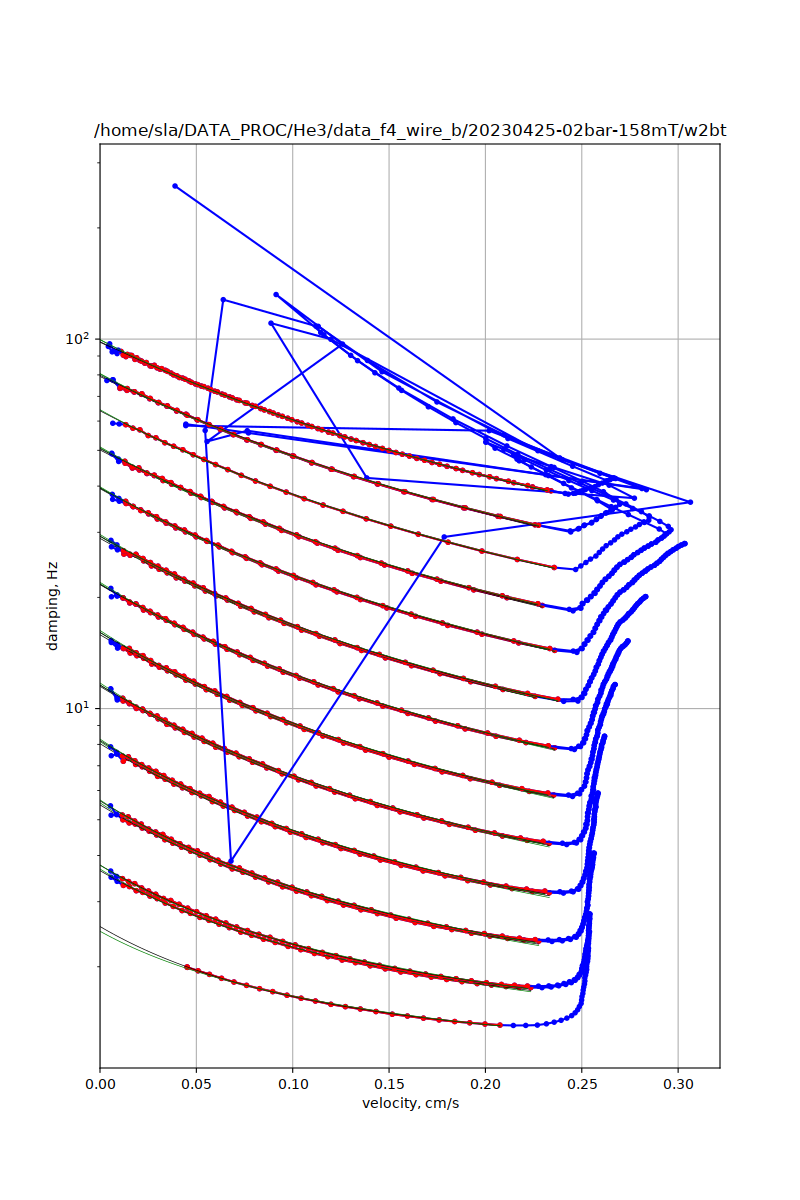 /home/sla/DATA_PROC/He3/data_f4_wire_b/20230425-02bar-158mT/w2bt
damping, Hz
10²
10¹
0.00 0.05 0.10 0.15 0.20 0.25 0.30
velocity, cm/s